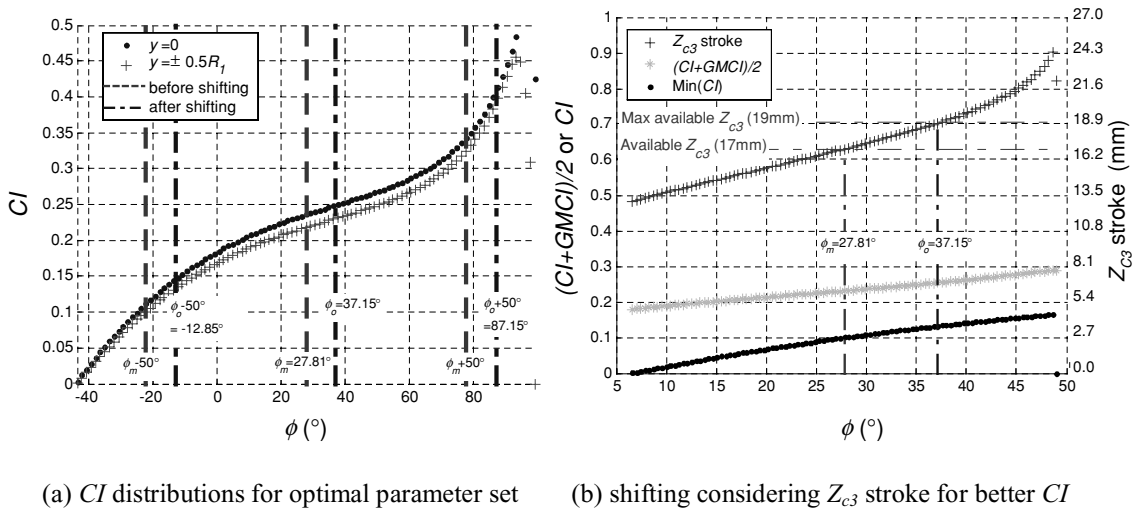 0.5
0.45
0.4
0.35
0.3
0.25
0.2
0.15
0.1
0.05
0
CI
y=0
y=± 0.5R1
before shifting
after shifting
ϕo-50°
= -12.85°
ϕo=37.15°
ϕo+50°
=87.15°
ϕm-50°
ϕm=27.81°
ϕm+50°
-40 -20 0 20 40 60 80
ϕ (°)
(a) CI distributions for optimal parameter set
1
0.9
0.8
0.7
0.6
0.5
0.4
0.3
0.2
0.1
0
(CI+GMCI)/2 or CI
Zc3 stroke
(CI+GMCI)/2
Min(CI)
Max available Zc3 (19mm)
Available Zc3 (17mm)
ϕm=27.81°
ϕo=37.15°
27.0
24.3
21.6
18.9
16.2
13.5
10.8
8.1
5.4
2.7
0.0
ZC3 stroke (mm)
5 10 15 20 25 30 35 40 45 50
ϕ (°)
(b) shifting considering Zc3 stroke for better CI